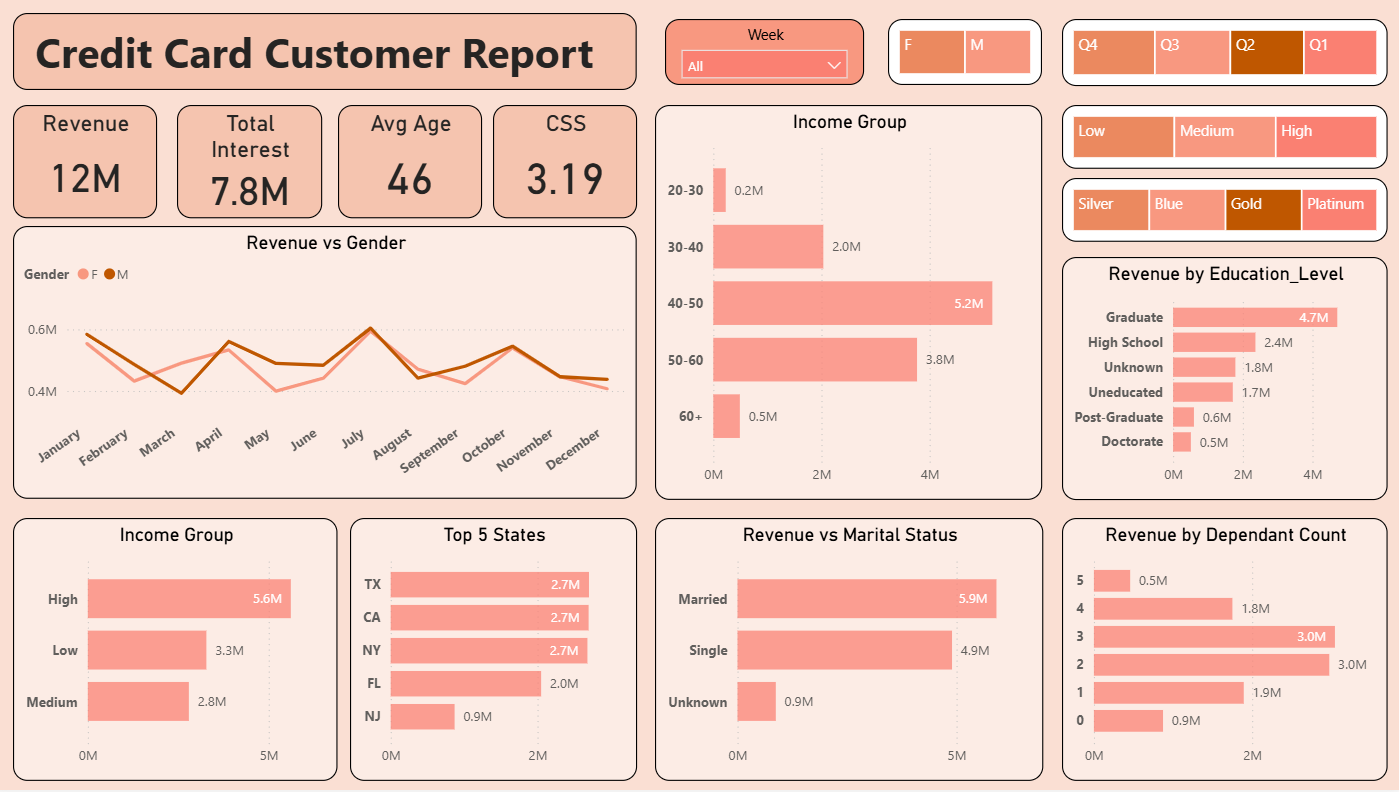 Credit Card Customer Report
Week
All
F M
Q4 Q3 Q2 Q1
Revenue
12M
Total
Interest
7.8M
Avg Age
46
CSS
3.19
Low Medium High
Silver Blue Gold Platinum
Revenue vs Gender
Gender F M
0.6M
0.4M
January February March April May June July August September October November December
Income Group
20-30 0.2M
30-40 2.0M
40-50 5.2M
50-60 3.8M
60+ 0.5M
0M 2M 4M
Revenue by Education_Level
Graduate 4.7M
High School 2.4M
Unknown 1.8M
Uneducated 1.7M
Post-Graduate 0.6M
Doctorate 0.5M
0M 2M 4M
Income Group
High 5.6M
Low 3.3M
Medium 2.8M
0M 5M
Top 5 States
TX 2.7M
CA 2.7M
NY 2.7M
FL 2.0M
NJ 0.9M
0M 2M
Revenue vs Marital Status
Married 5.9M
Single 4.9M
Unknown 0.9M
0M 5M
Revenue by Dependant Count
5 0.5M
4 1.8M
3 3.0M
2 3.0M
1 1.9M
0 0.9M
0M 2M